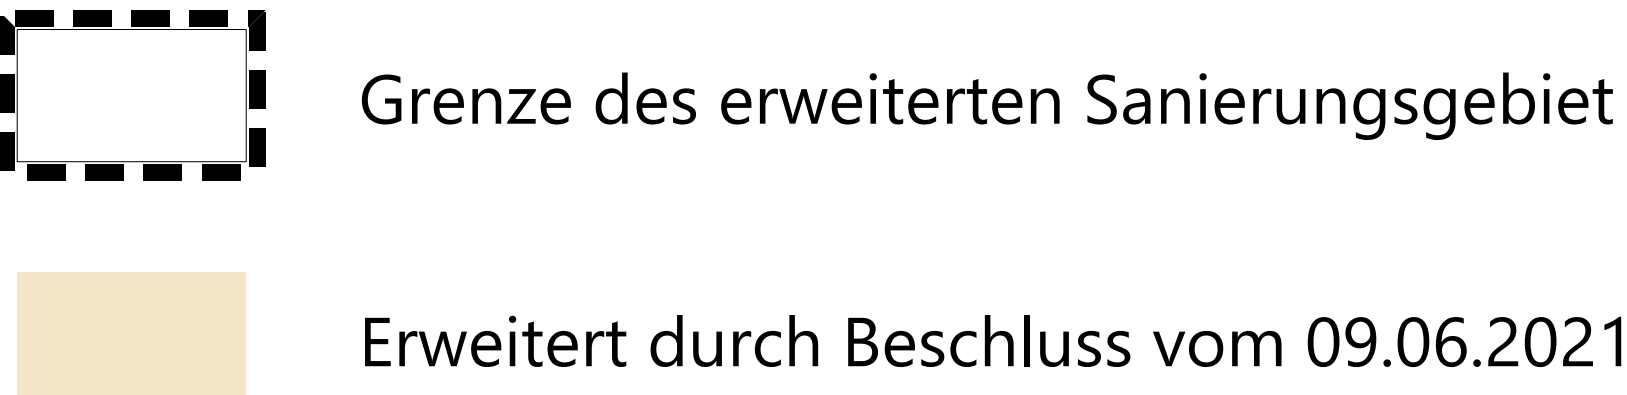 Grenze des erweiterten Sanierungsgebiet
Erweitert durch Beschluss vom 09.06.2021